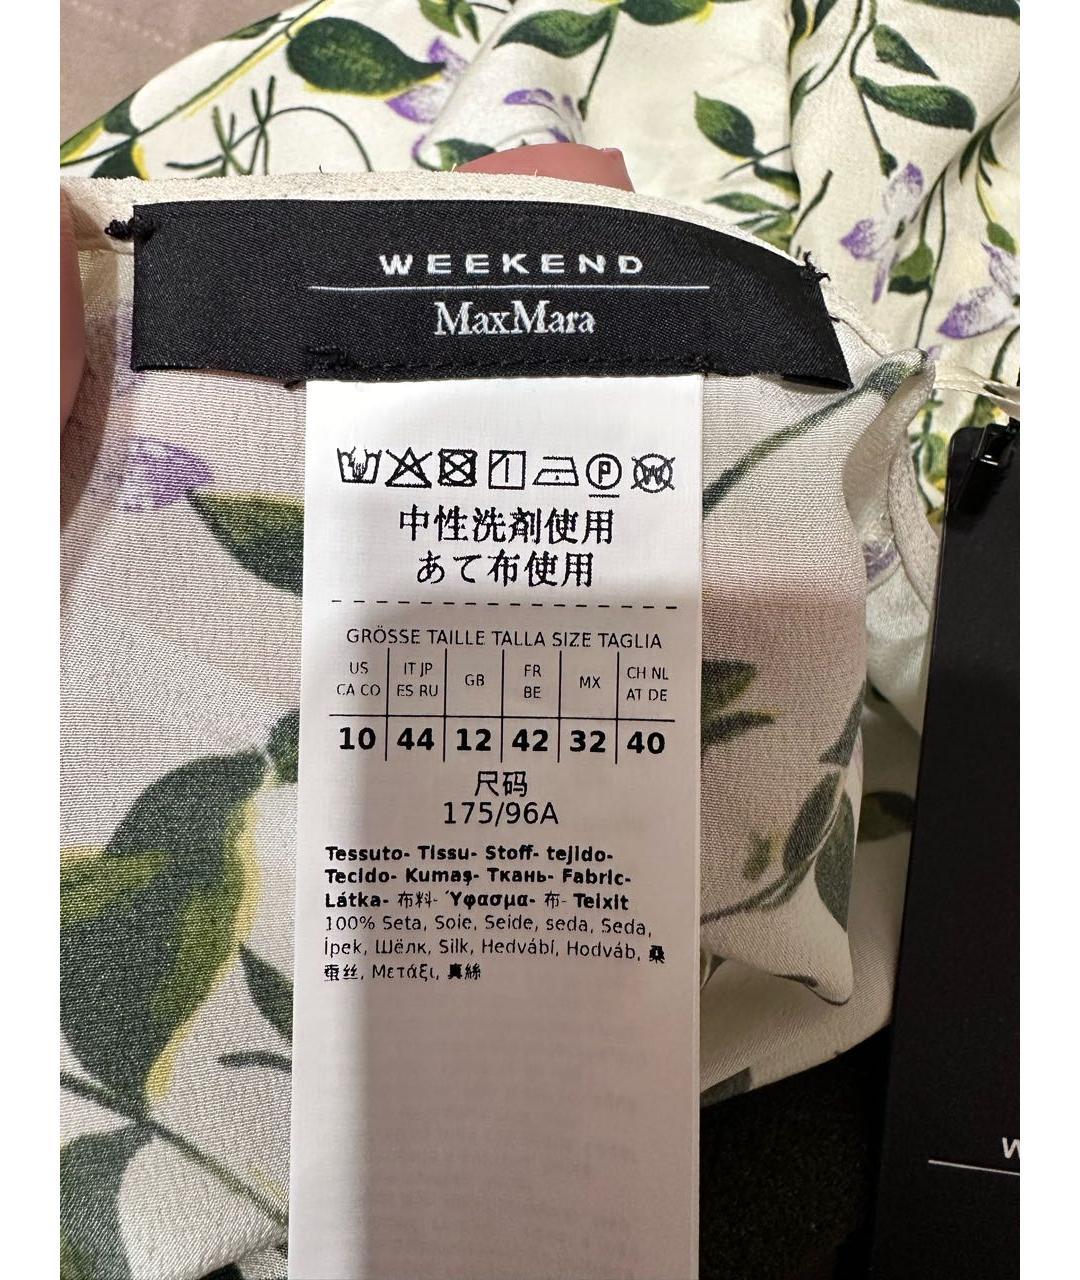 WEEKEND
MaxMara
中性洗剤使用
あて布使用
GRÖSSE TAILLE TALLA SIZE TAGLIA
US CA CO | IT JP ES RU | GB | FR BE | MX | CH NL AT DE
10 | 44 | 12 | 42 | 32 | 40
尺码
175/96A
Tessuto- Tissu- Stoff- tejido-
Tecido- Kumaş- Ткань- Fabric-
Látka- 布料- Ύφασμα- 布- Teixit
100% Seta, Soie, Seide, seda, Seda,
İpek, Шёлк, Silk, Hedvábí, Hodváb, 桑
蚕丝, Μετάξι, 真絲
W